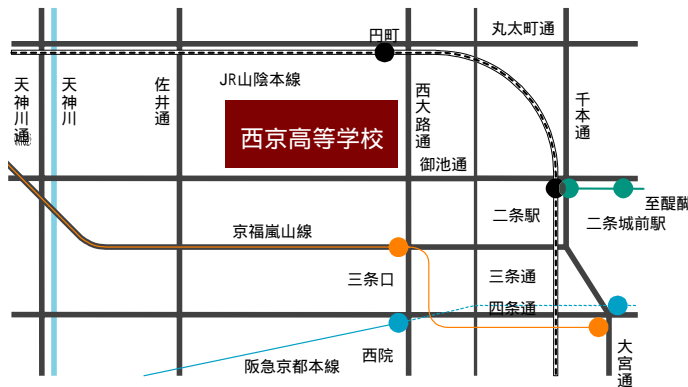 丸太町通
円町
JR山陰本線
天神川通
天神川
佐井通
西大路通
千本通
西京高等学校
御池通
至醍醐
二条駅
二条城前駅
京福嵐山線
三条口
三条通
四条通
西院
阪急京都本線
大宮通